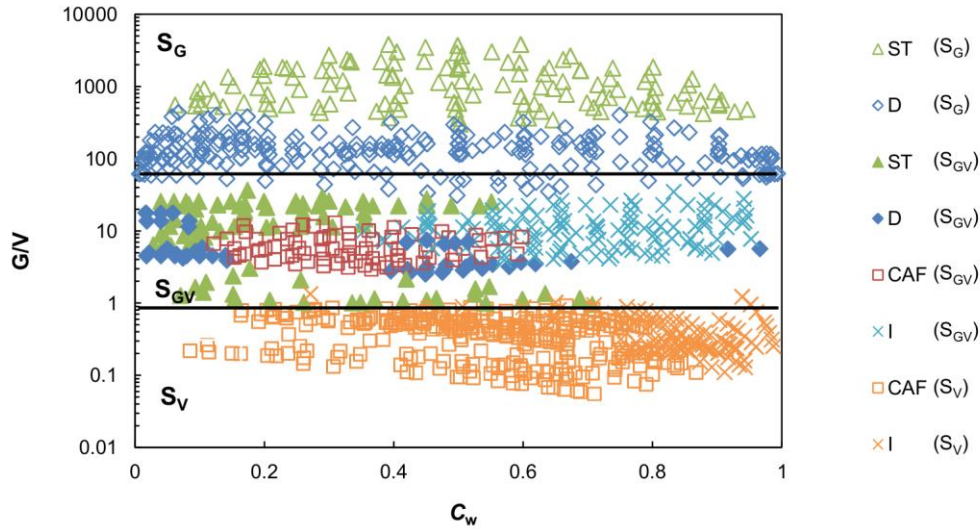 10000
1000
100
10
1
0.1
0.01
G/V
S_G
S_GV
S_V
0
0.2
0.4
0.6
0.8
1
C_w
ST (S_G)
D (S_G)
ST (S_GV)
D (S_GV)
CAF (S_GV)
I (S_GV)
CAF (S_V)
I (S_V)